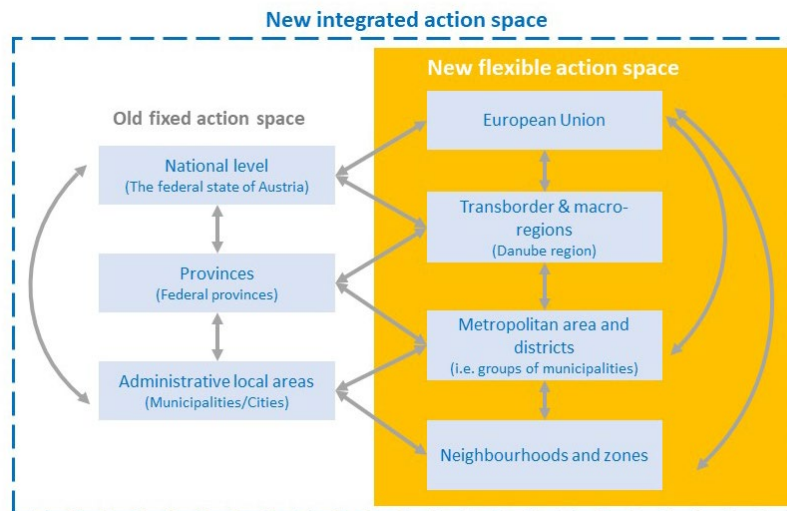 New integrated action space
New flexible action space
Old fixed action space
European Union
National level
(The federal state of Austria)
Transborder & macro-
regions
(Danube region)
Provinces
(Federal provinces)
Metropolitan area and
districts
(i.e. groups of municipalities)
Administrative local areas
(Municipalities/Cities)
Neighbourhoods and zones